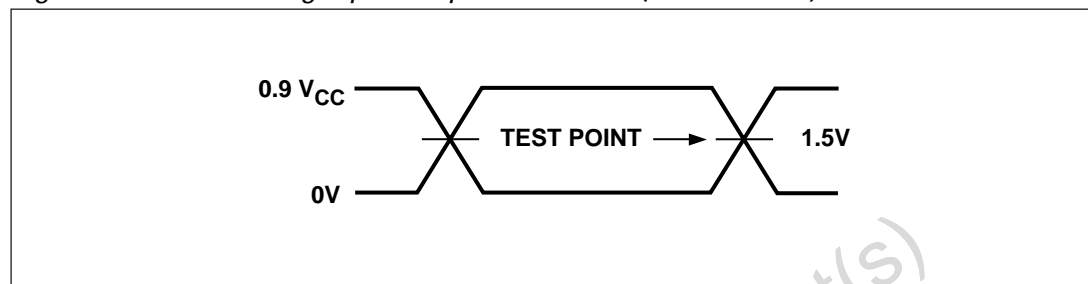 0.9 VCC
TEST POINT
1.5V
0V
t(s)